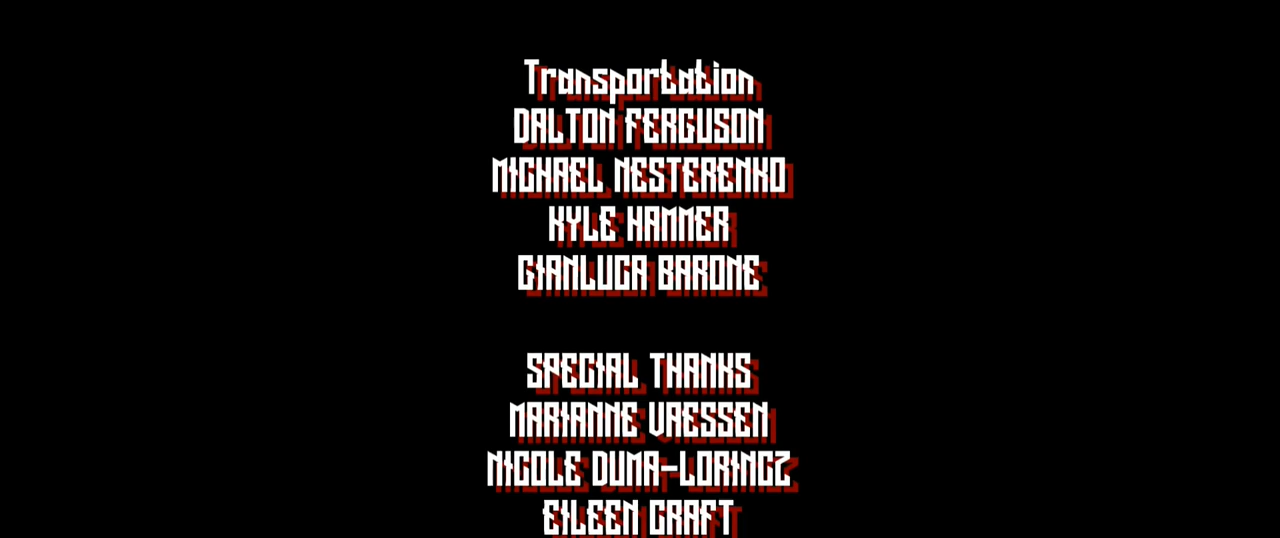 Transportation
DALTON FERGUSON
MICHAEL NESTERENKO
KYLE HAMMER
GIANLUCA BARONE
SPECIAL THANKS
MARIANNE VAESSEN
NICOLE DUMA-LORINCZ
EILEEN CRAFT